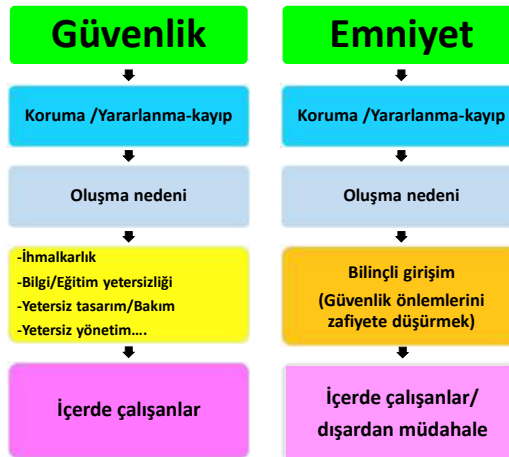 Güvenlik
Koruma /Yararlanma-kayıp
Oluşma nedeni
-İhmalkarlık
-Bilgi/Eğitim yetersizliği
-Yetersiz tasarım/Bakım
-Yetersiz yönetim....
İçerde çalışanlar
Emniyet
Koruma /Yararlanma-kayıp
Oluşma nedeni
Bilinçli girişim
(Güvenlik önlemlerini
zafiyete düşürmek)
İçerde çalışanlar/
dışardan müdahale